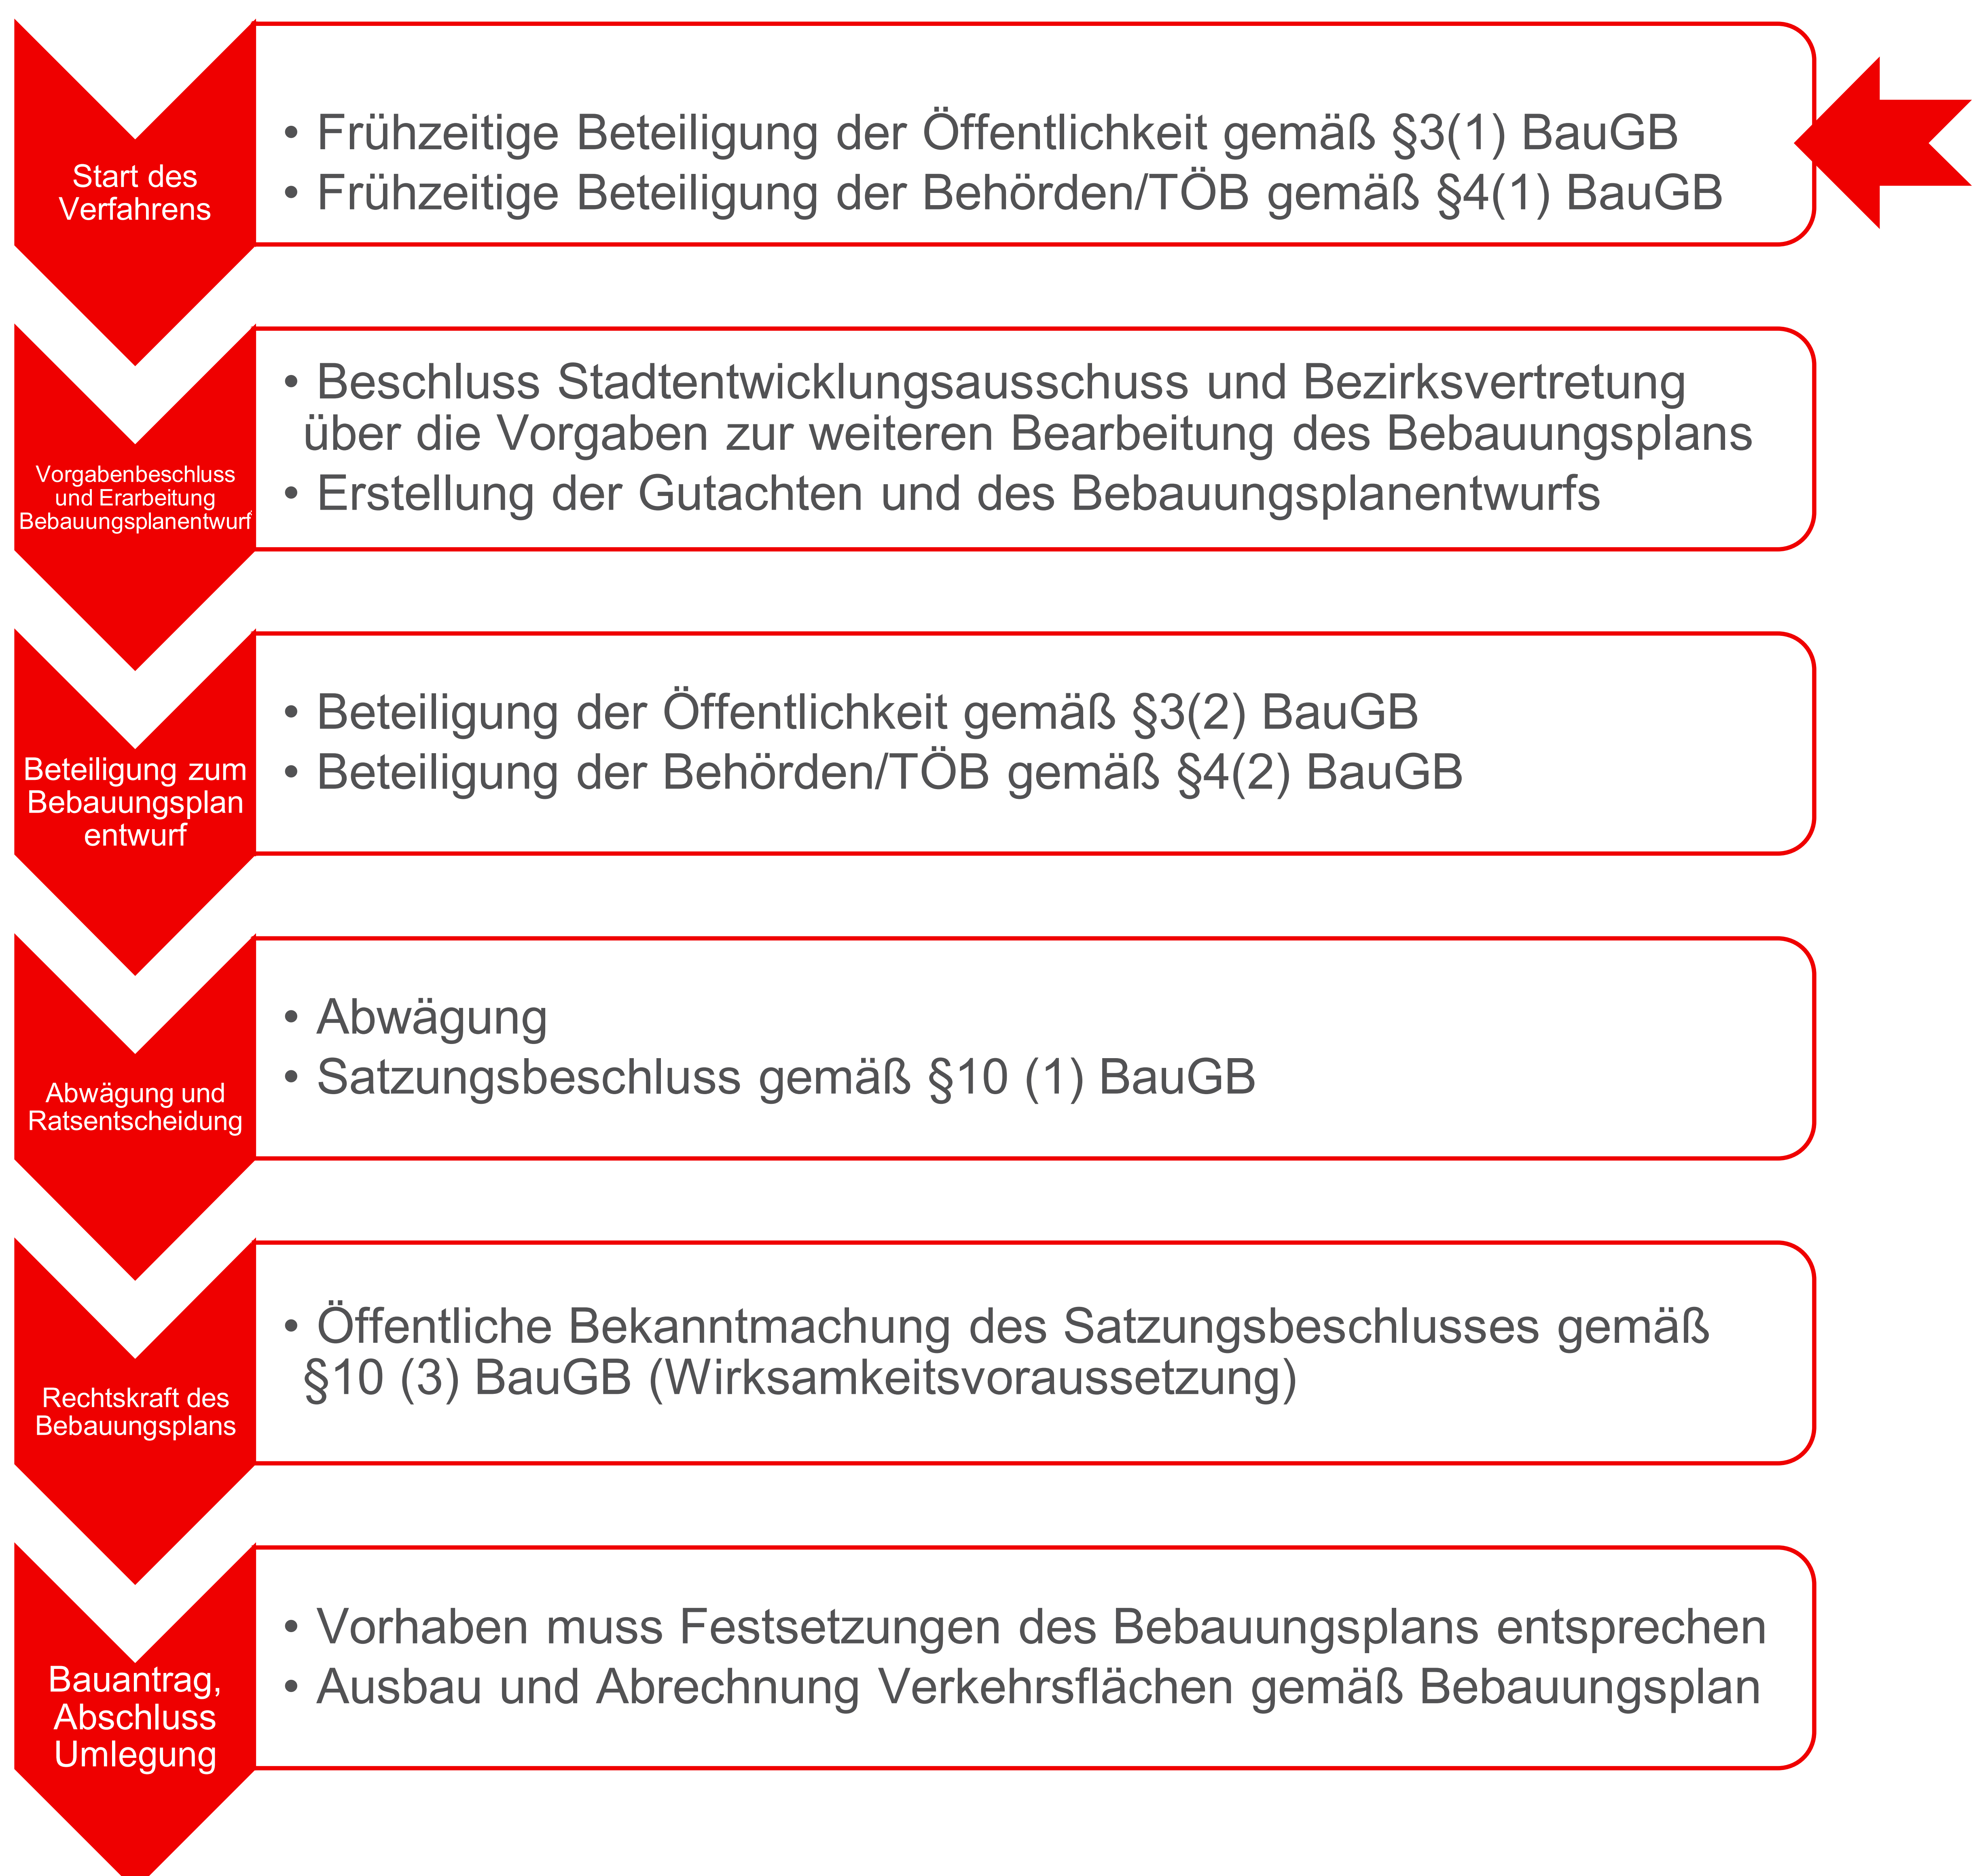 Start des
Verfahrens
• Frühzeitige Beteiligung der Öffentlichkeit gemäß §3(1) BauGB
• Frühzeitige Beteiligung der Behörden/TÖB gemäß §4(1) BauGB
Vorgabenbeschluss
und Erarbeitung
Bebauungsplanentwurf
• Beschluss Stadtentwicklungsausschuss und Bezirksvertretung
über die Vorgaben zur weiteren Bearbeitung des Bebauungsplans
• Erstellung der Gutachten und des Bebauungsplanentwurfs
Beteiligung zum
Bebauungsplan
entwurf
• Beteiligung der Öffentlichkeit gemäß §3(2) BauGB
• Beteiligung der Behörden/TÖB gemäß §4(2) BauGB
Abwägung und
Ratsentscheidung
• Abwägung
• Satzungsbeschluss gemäß §10 (1) BauGB
Rechtskraft des
Bebauungsplans
• Öffentliche Bekanntmachung des Satzungsbeschlusses gemäß
§10 (3) BauGB (Wirksamkeitsvoraussetzung)
Bauantrag,
Abschluss
Umlegung
• Vorhaben muss Festsetzungen des Bebauungsplans entsprechen
• Ausbau und Abrechnung Verkehrsflächen gemäß Bebauungsplan